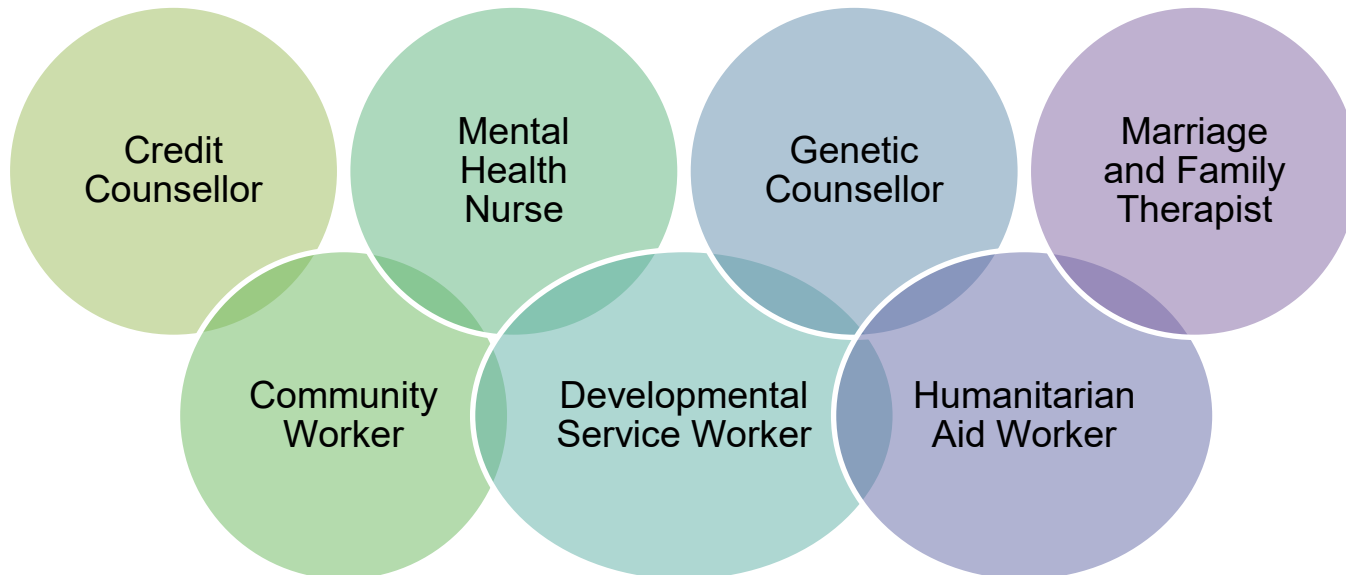 Credit
Counsellor
Mental
Health
Nurse
Genetic
Counsellor
Marriage
and Family
Therapist
Community
Worker
Developmental
Service Worker
Humanitarian
Aid Worker